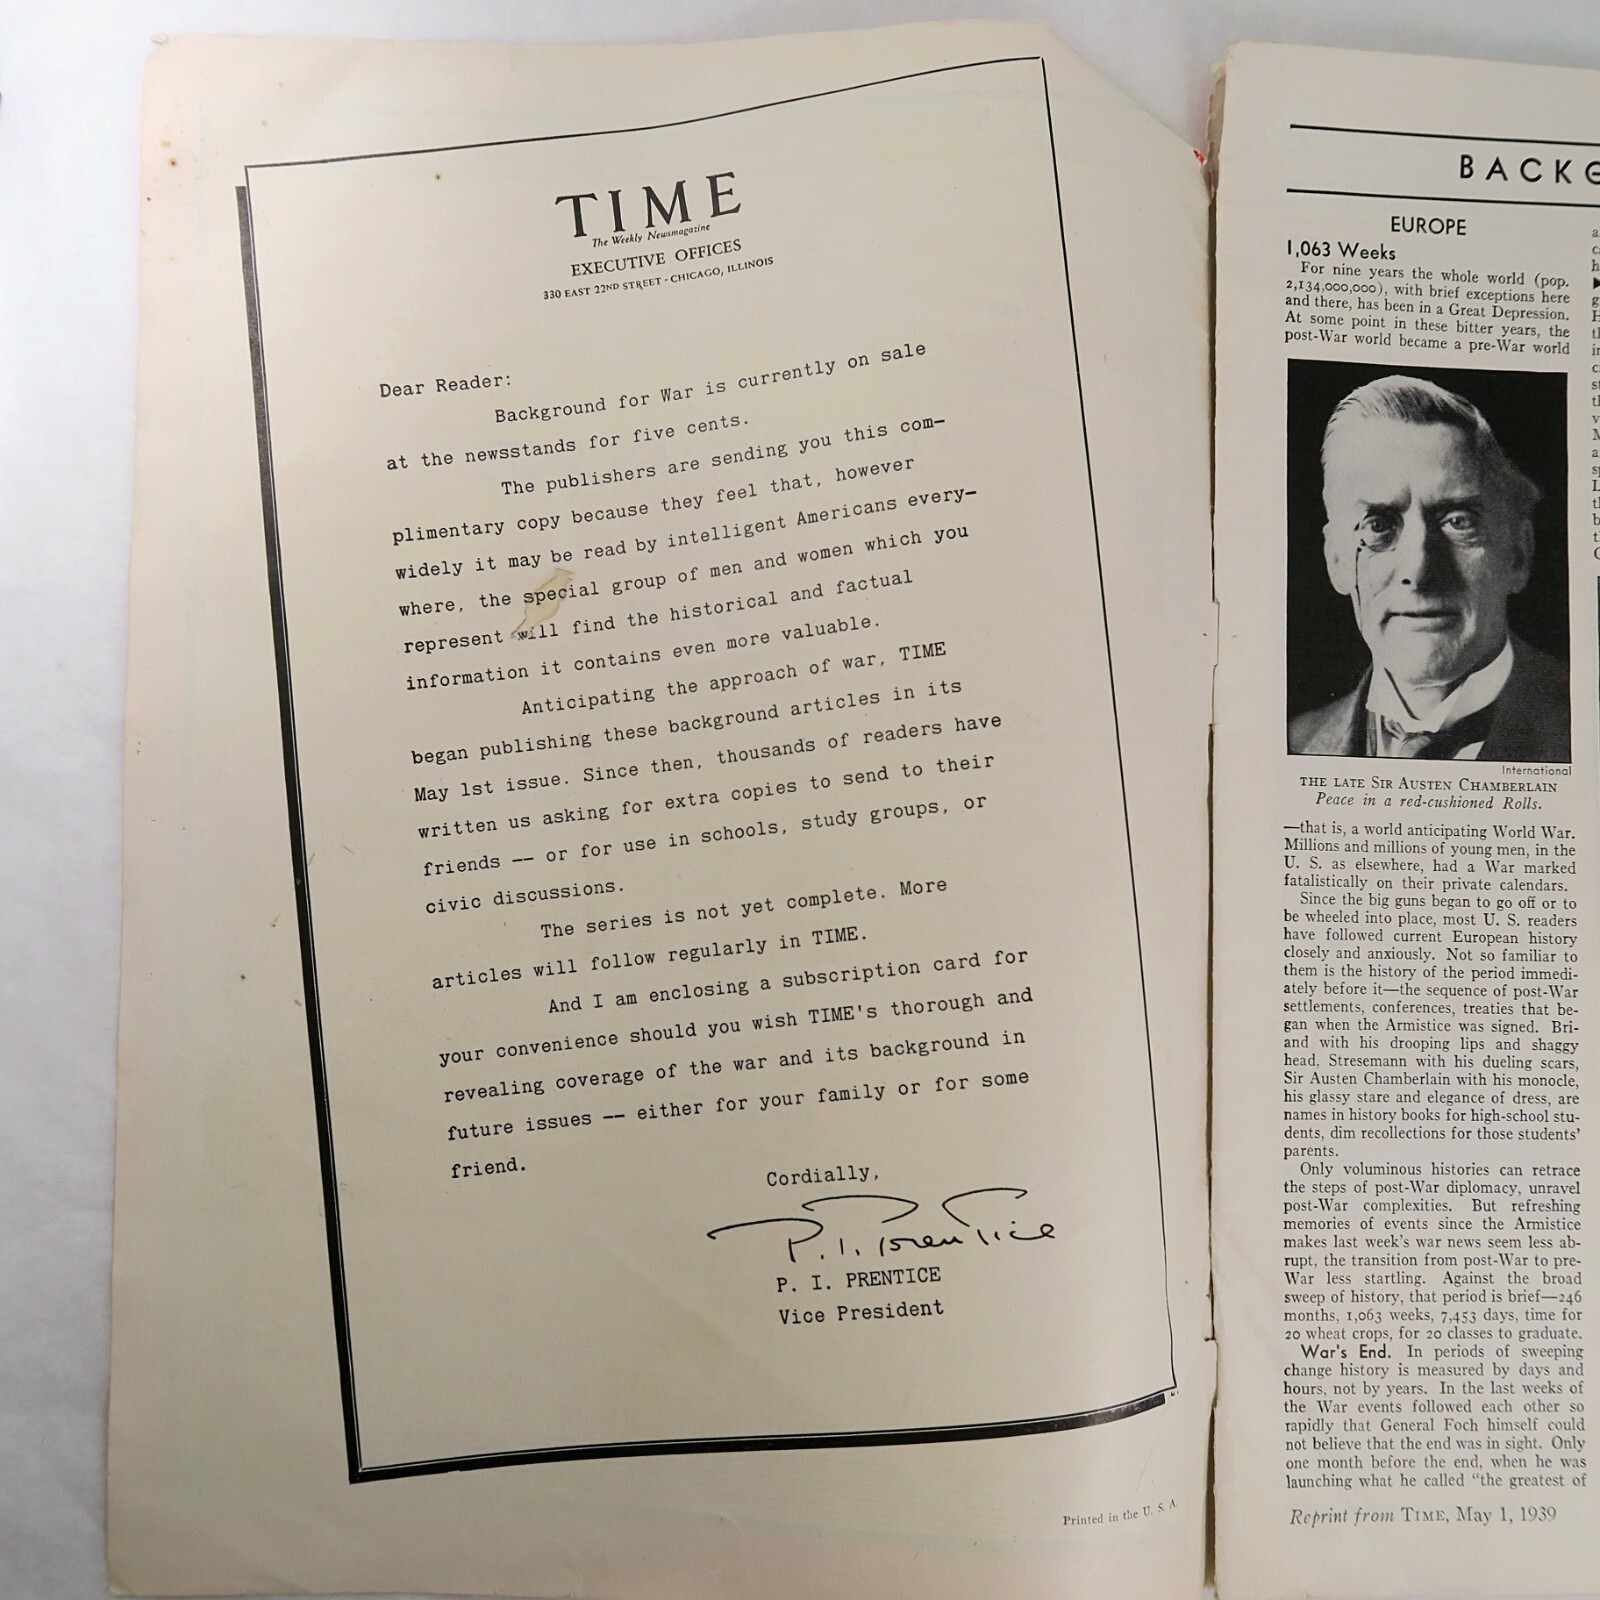 TIME
The Weekly Newsmagazine
EXECUTIVE OFFICES
330 EAST 22ND STREET - CHICAGO, ILLINOIS
Dear Reader:
Background for War is currently on sale
at the newsstands for five cents.
The publishers are sending you this com-
plimentary copy because they feel that, however
widely it may be read by intelligent Americans every-
where, the special group of men and women which you
represent will find the historical and factual
information it contains even more valuable.
Anticipating the approach of war, TIME
began publishing these background articles in its
May 1st issue. Since then, thousands of readers have
written us asking for extra copies to send to their
friends -- or for use in schools, study groups, or
civic discussions.
The series is not yet complete. More
articles will follow regularly in TIME.
And I am enclosing a subscription card for
your convenience should you wish TIME's thorough and
revealing coverage of the war and its background in
future issues -- either for your family or for some
friend.
Cordially,
P. I. Prentice
P. I. PRENTICE
Vice President
Printed in the U. S. A.
BACKG
EUROPE
1,063 Weeks
For nine years the whole world (pop.
2,134,000,000), with brief exceptions here
and there, has been in a Great Depression.
At some point in these bitter years, the
post-War world became a pre-War world
International
THE LATE SIR AUSTEN CHAMBERLAIN
Peace in a red-cushioned Rolls.
—that is, a world anticipating World War.
Millions and millions of young men, in the
U. S. as elsewhere, had a War marked
fatalistically on their private calendars.
Since the big guns began to go off or to
be wheeled into place, most U. S. readers
have followed current European history
closely and anxiously. Not so familiar to
them is the history of the period immedi-
ately before it—the sequence of post-War
settlements, conferences, treaties that be-
gan when the Armistice was signed. Bri-
and with his drooping lips and shaggy
head, Stresemann with his dueling scars,
Sir Austen Chamberlain with his monocle,
his glassy stare and elegance of dress, are
names in history books for high-school stu-
dents, dim recollections for those students'
parents.
Only voluminous histories can retrace
the steps of post-War diplomacy, unravel
post-War complexities. But refreshing
memories of events since the Armistice
makes last week's war news seem less ab-
rupt, the transition from post-War to pre-
War less startling. Against the broad
sweep of history, that period is brief—246
months, 1,063 weeks, 7,453 days, time for
20 wheat crops, for 20 classes to graduate.
War's End. In periods of sweeping
change history is measured by days and
hours, not by years. In the last weeks of
the War events followed each other so
rapidly that General Foch himself could
not believe that the end was in sight. Only
one month before the end, when he was
launching what he called "the greatest of
Reprint from TIME, May 1, 1939